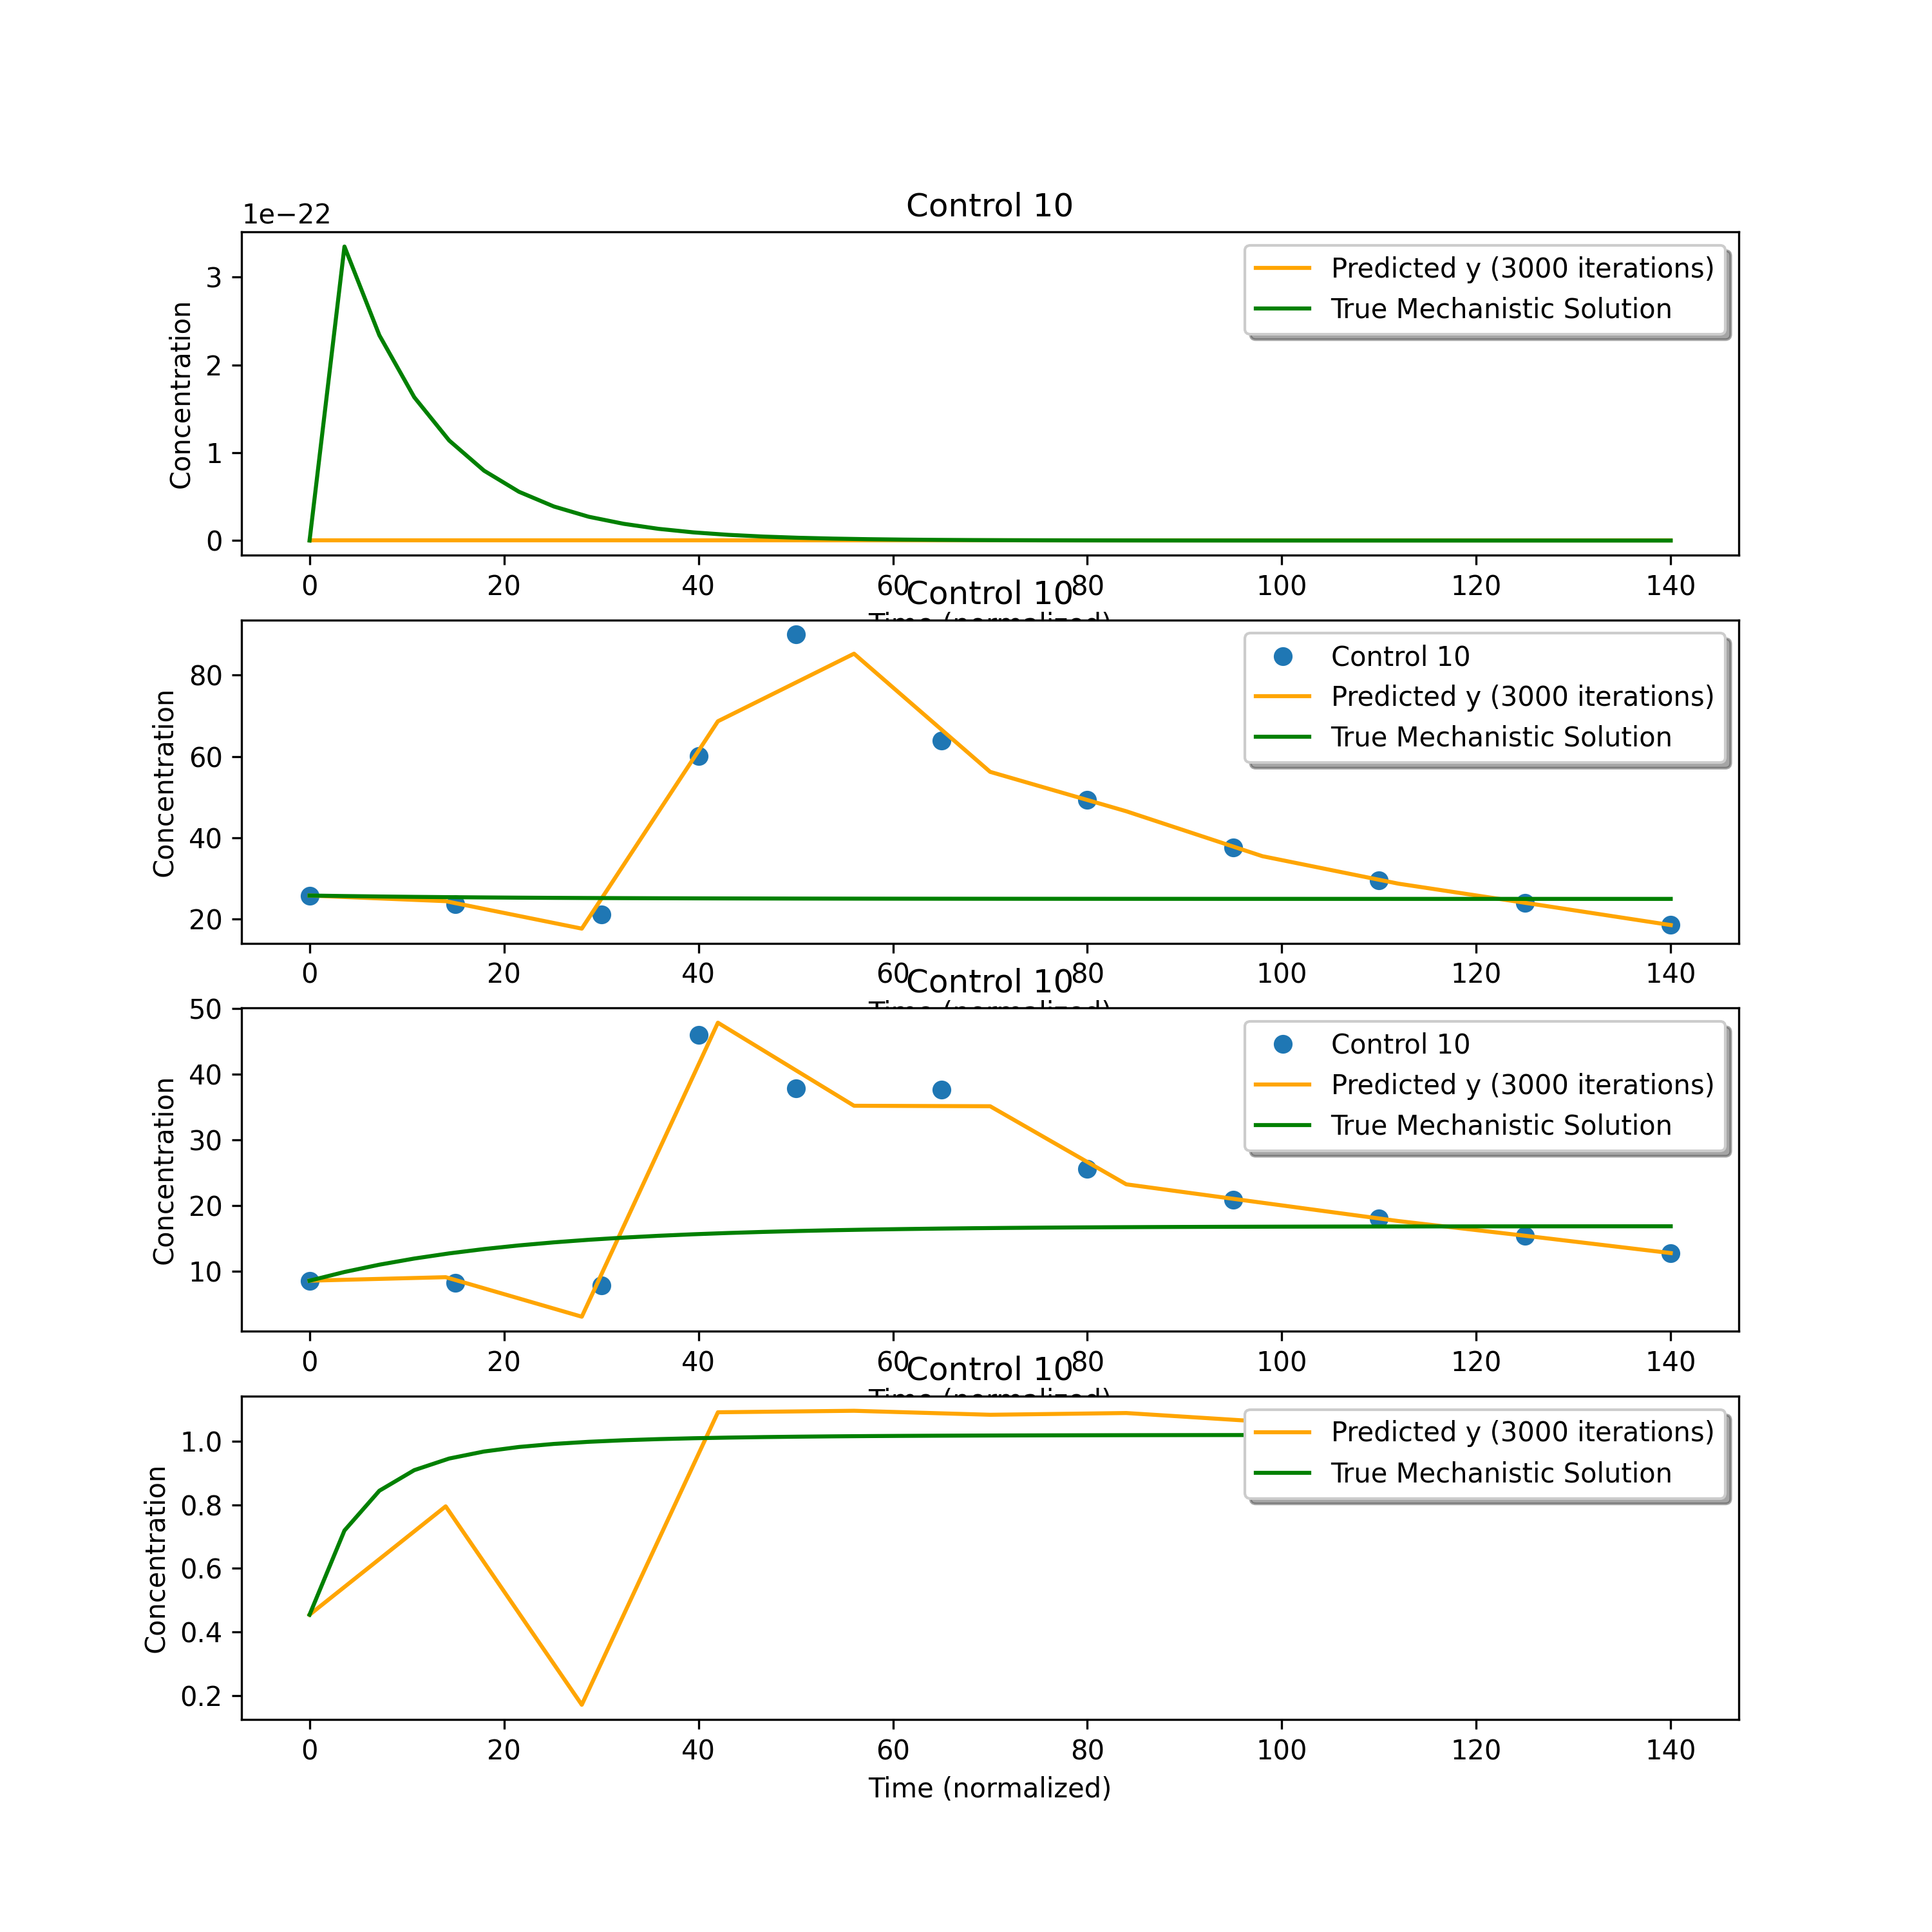 Control 10
1e−22
Concentration
3
2
1
0
Predicted y (3000 iterations)
True Mechanistic Solution
0 20 40 60 80 100 120 140
Control 10
Concentration
80
60
40
20
Control 10
Predicted y (3000 iterations)
True Mechanistic Solution
0 20 40 60 80 100 120 140
Control 10
Concentration
50
40
30
20
10
Control 10
Predicted y (3000 iterations)
True Mechanistic Solution
0 20 40 60 80 100 120 140
Control 10
Concentration
1.0
0.8
0.6
0.4
0.2
Predicted y (3000 iterations)
True Mechanistic Solution
0 20 40 60 80 100 120 140
Time (normalized)